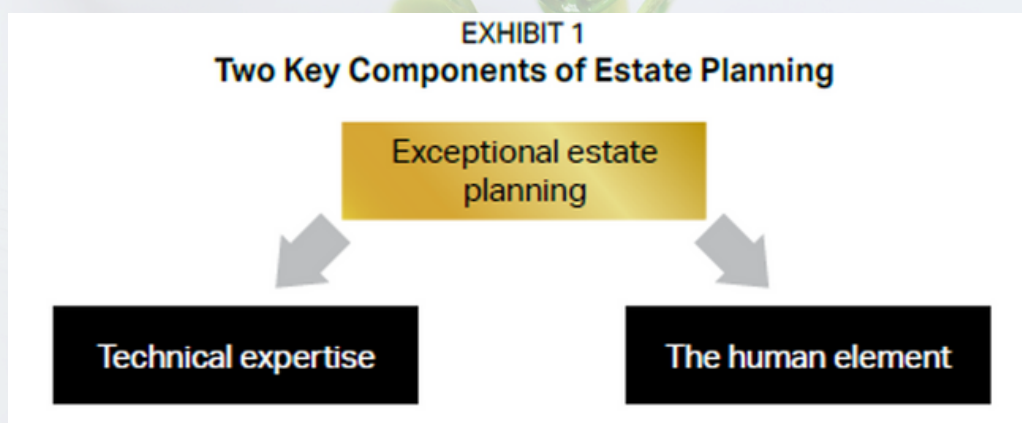 EXHIBIT 1
Two Key Components of Estate Planning
Exceptional estate
planning
Technical expertise
The human element